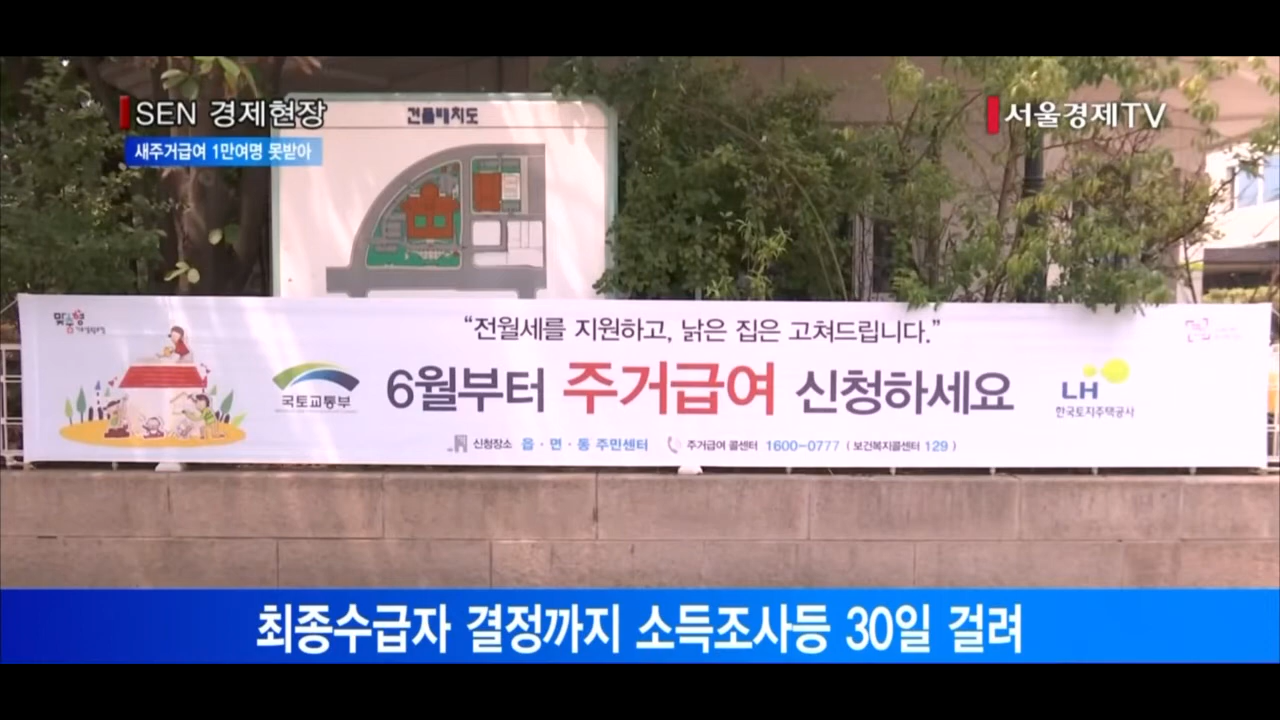 SEN 경제현장
새주거급여 1만여명 못받아
서울경제TV
건물배치도
맞춤형
“전월세를 지원하고, 낡은 집은 고쳐드립니다.”
국토교통부
6월부터 주거급여 신청하세요
LH
한국토지주택공사
신청장소 읍·면·동 주민센터 주거급여 콜센터 1600-0777 ( 보건복지콜센터 129 )
최종수급자 결정까지 소득조사등 30일 걸려